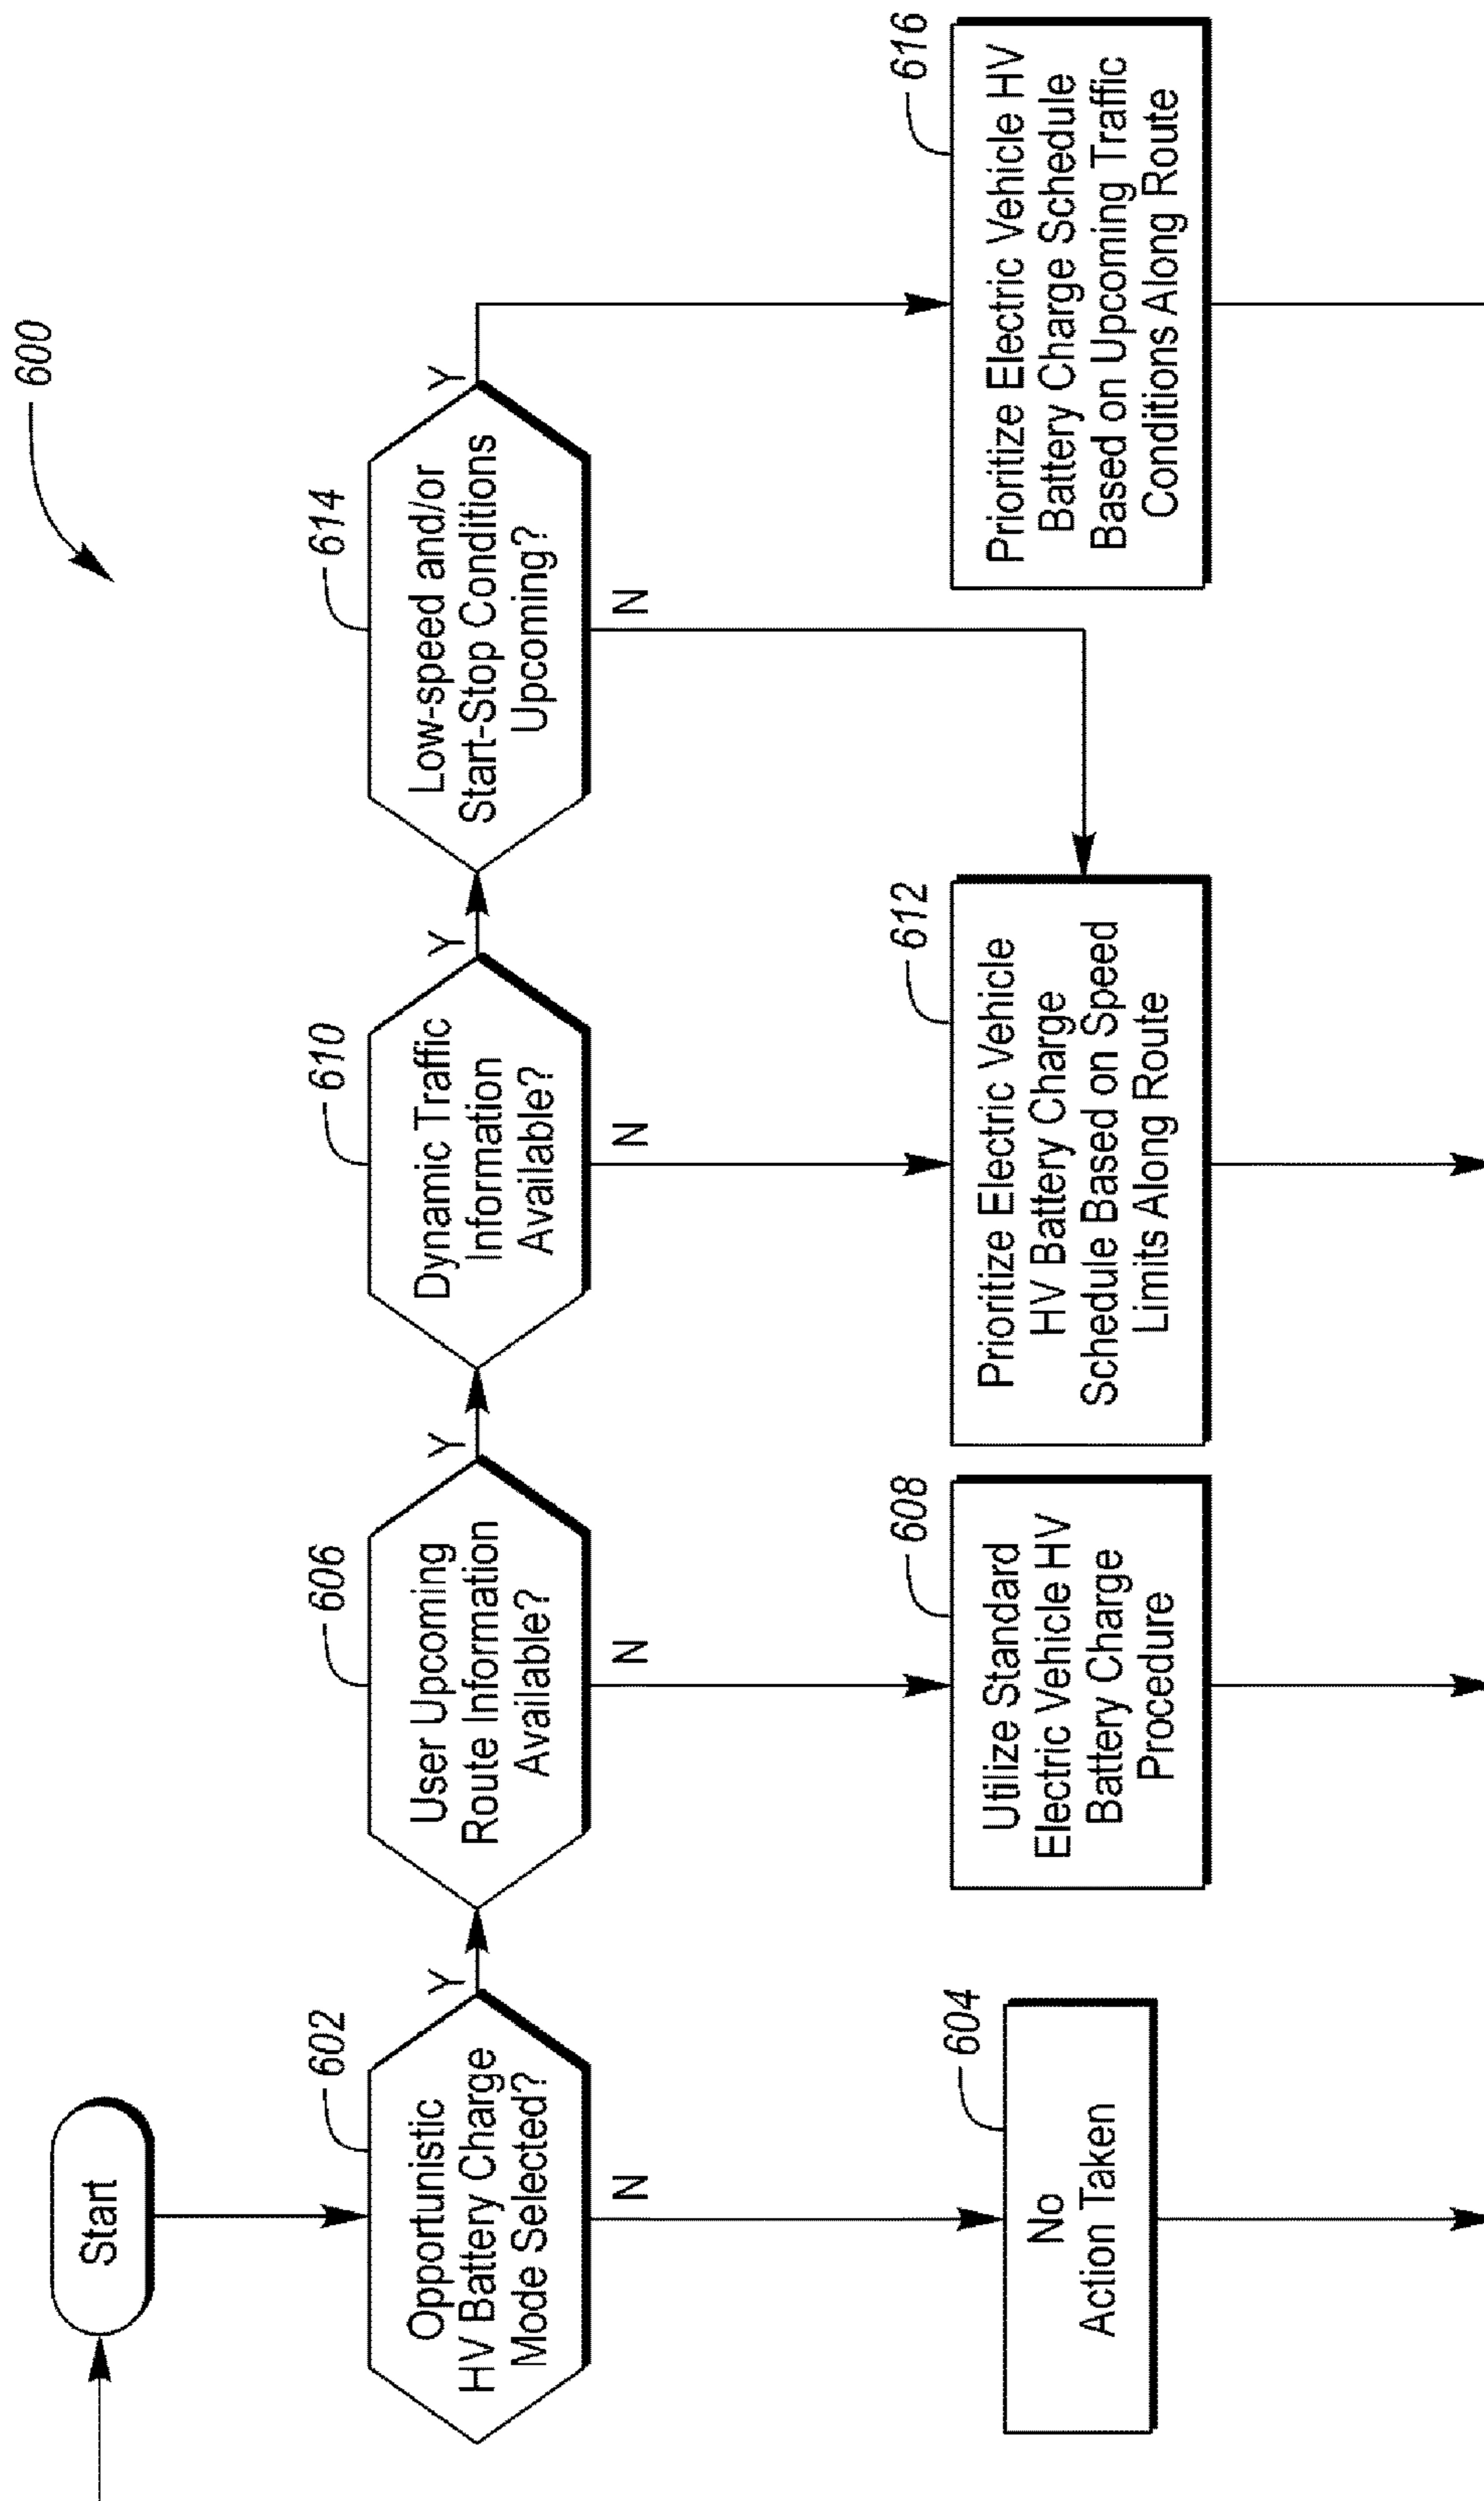 600
Start
602
Opportunistic
HV Battery Charge
Mode Selected?
Y
N
606
User Upcoming
Route Information
Available?
Y
N
610
Dynamic Traffic
Information
Available?
Y
N
614
Low-speed and/or
Start-Stop Conditions
Upcoming?
Y
N
604
No
Action Taken
608
Utilize Standard
Electric Vehicle HV
Battery Charge
Procedure
612
Prioritize Electric Vehicle
HV Battery Charge
Schedule Based on Speed
Limits Along Route
616
Prioritize Electric Vehicle HV
Battery Charge Schedule
Based on Upcoming Traffic
Conditions Along Route